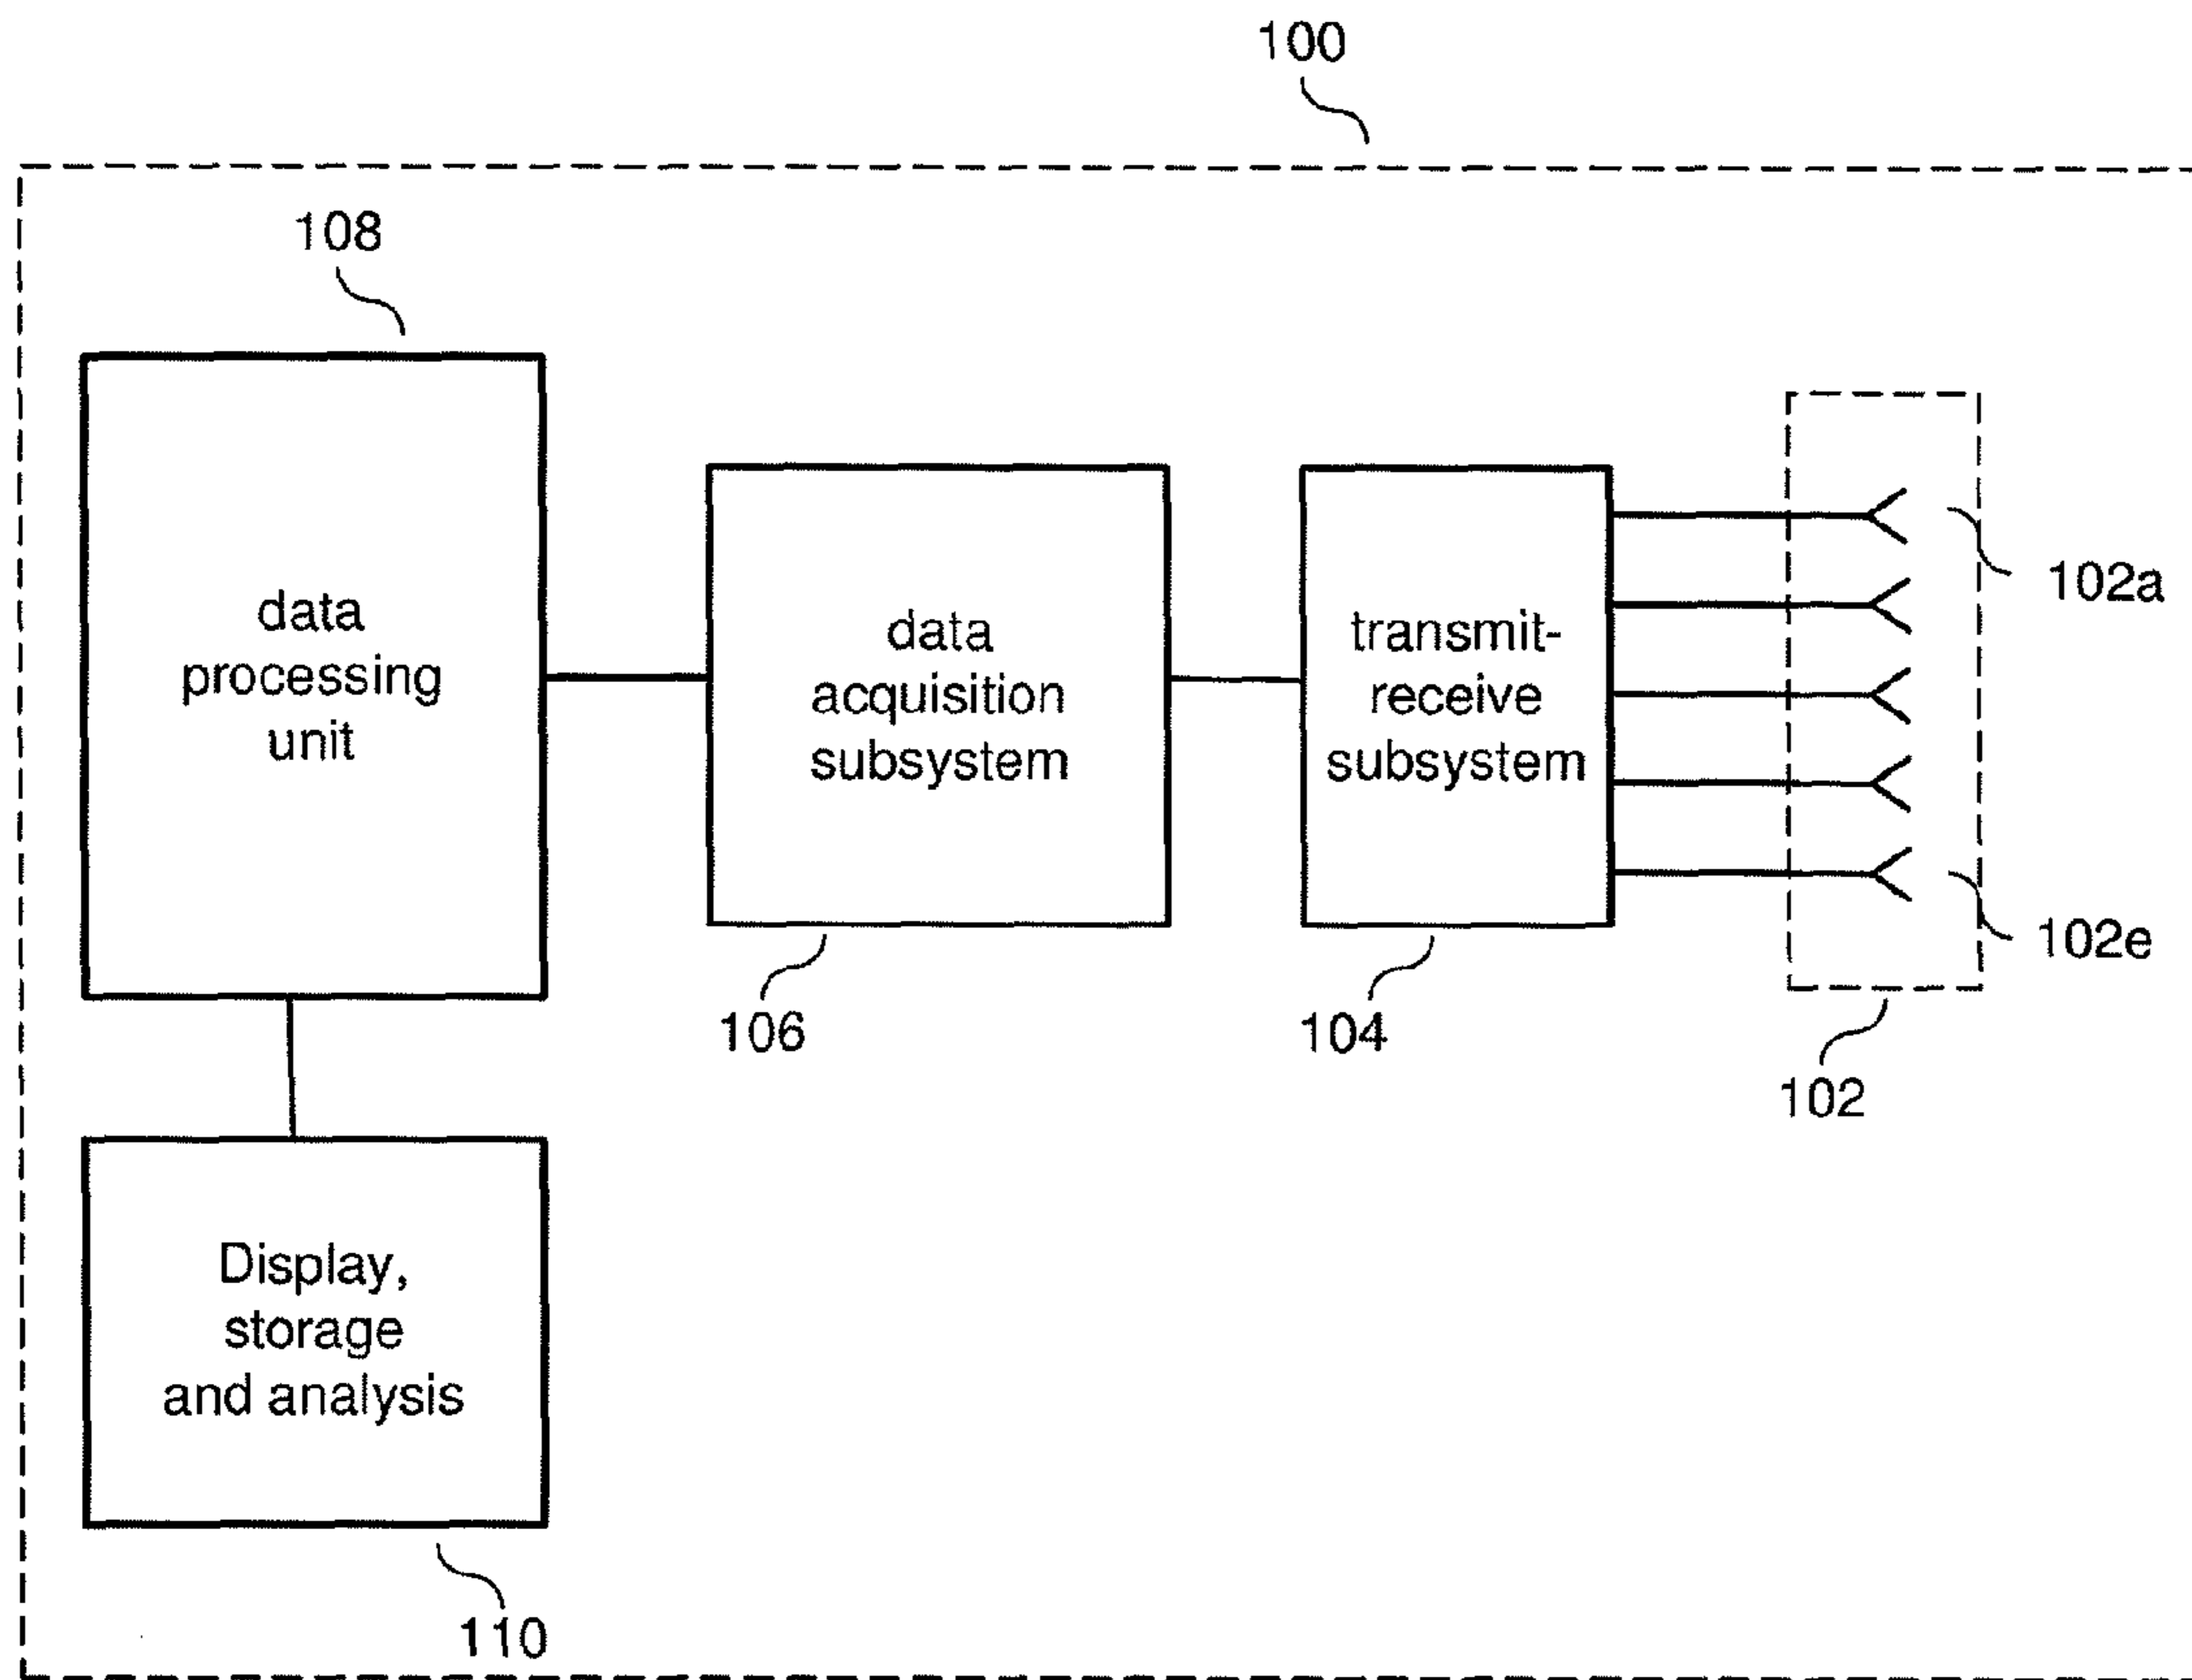 100
108
data
processing
unit
data
acquisition
subsystem
transmit-
receive
subsystem
102a
102e
106
104
102
Display,
storage
and analysis
110